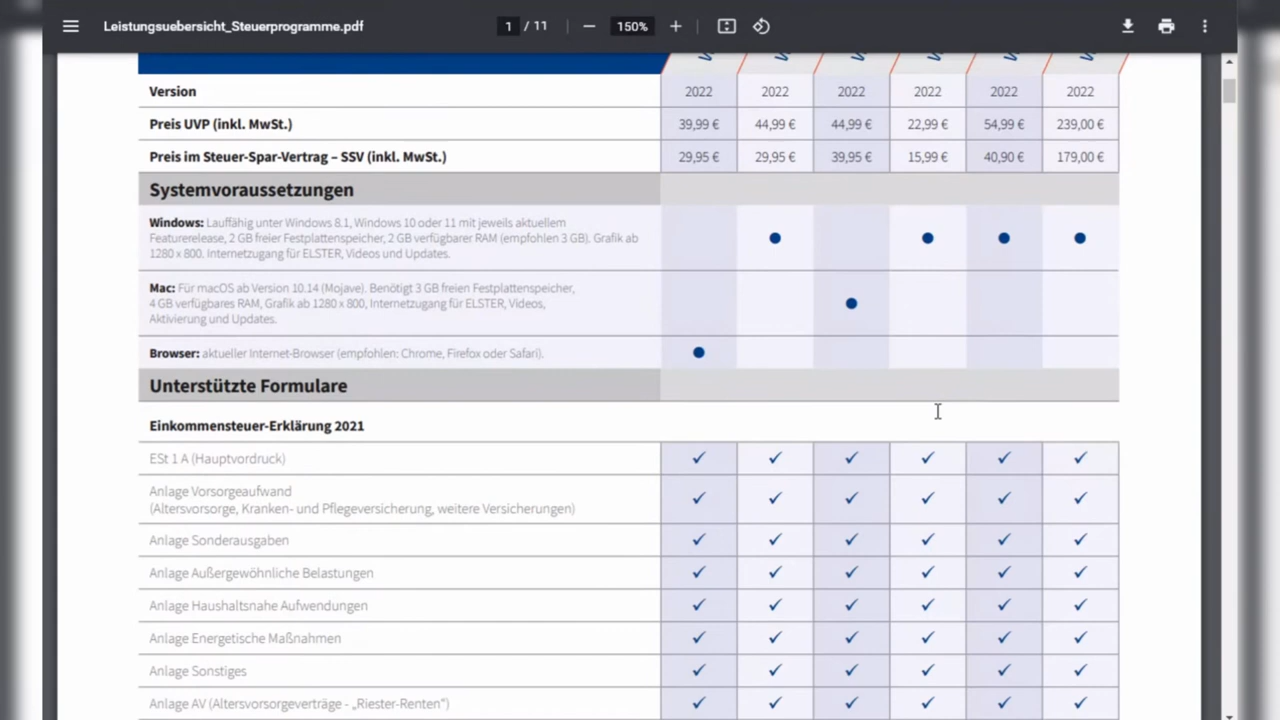 Leistungsuebersicht_Steuerprogramme.pdf 1 / 11 150%
Version 2022 2022 2022 2022 2022 2022
Preis UVP (inkl. MwSt.) 39,99 € 44,99 € 44,99 € 22,99 € 54,99 € 239,00 €
Preis im Steuer-Spar-Vertrag – SSV (inkl. MwSt.) 29,95 € 29,95 € 39,95 € 15,99 € 40,90 € 179,00 €
Systemvoraussetzungen
Windows: Lauffähig unter Windows 8.1, Windows 10 oder 11 mit jeweils aktuellem
Featurerelease, 2 GB freier Festplattenspeicher, 2 GB verfügbarer RAM (empfohlen 3 GB). Grafik ab
1280 x 800. Internetzugang für ELSTER, Videos und Updates.
Mac: Für macOS ab Version 10.14 (Mojave). Benötigt 3 GB freien Festplattenspeicher,
4 GB verfügbares RAM, Grafik ab 1280 x 800, Internetzugang für ELSTER, Videos,
Aktivierung und Updates.
Browser: aktueller Internet-Browser (empfohlen: Chrome, Firefox oder Safari).
Unterstützte Formulare
Einkommensteuer-Erklärung 2021
ESt 1 A (Hauptvordruck)
Anlage Vorsorgeaufwand
(Altersvorsorge, Kranken- und Pflegeversicherung, weitere Versicherungen)
Anlage Sonderausgaben
Anlage Außergewöhnliche Belastungen
Anlage Haushaltsnahe Aufwendungen
Anlage Energetische Maßnahmen
Anlage Sonstiges
Anlage AV (Altersvorsorgeverträge - „Riester-Renten“)